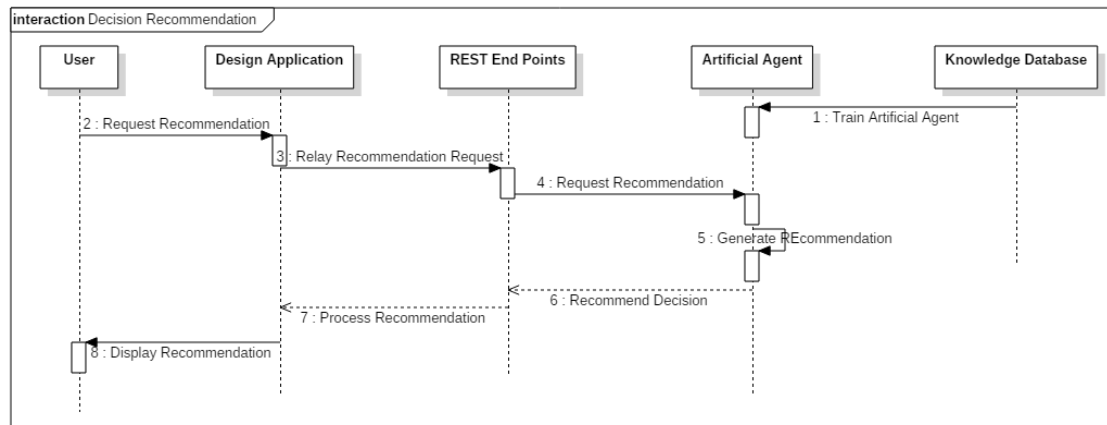 interaction Decision Recommendation
User
Design Application
REST End Points
Artificial Agent
Knowledge Database
1 : Train Artificial Agent
2 : Request Recommendation
3 : Relay Recommendation Request
4 : Request Recommendation
5 : Generate REcommendation
6 : Recommend Decision
7 : Process Recommendation
8 : Display Recommendation